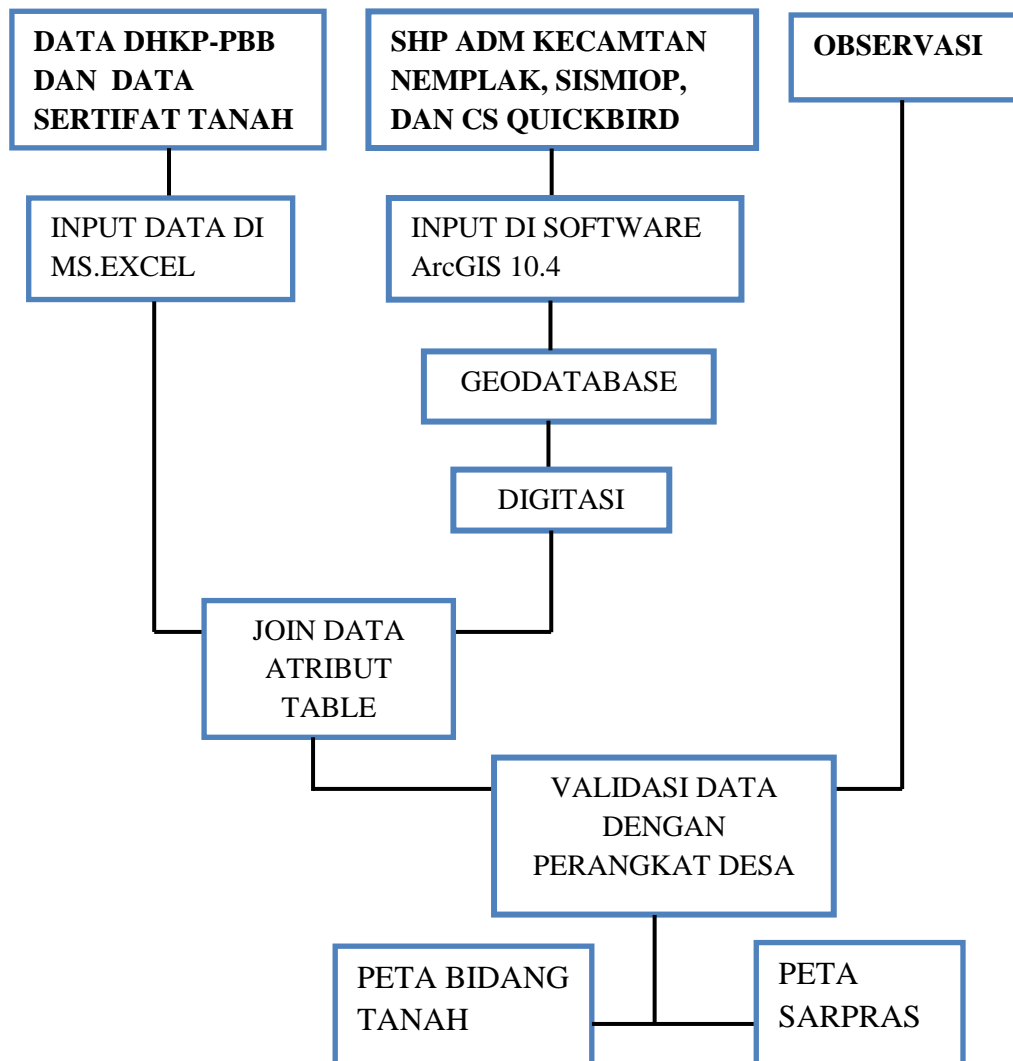 DATA DHKP-PBB
DAN DATA
SERTIFAT TANAH
SHP ADM KECAMTAN
NEMPLAK, SISMIOP,
DAN CS QUICKBIRD
OBSERVASI
INPUT DATA DI
MS.EXCEL
INPUT DI SOFTWARE
ArcGIS 10.4
GEODATABASE
DIGITASI
JOIN DATA
ATRIBUT
TABLE
VALIDASI DATA
DENGAN
PERANGKAT DESA
PETA BIDANG
TANAH
PETA
SARPRAS